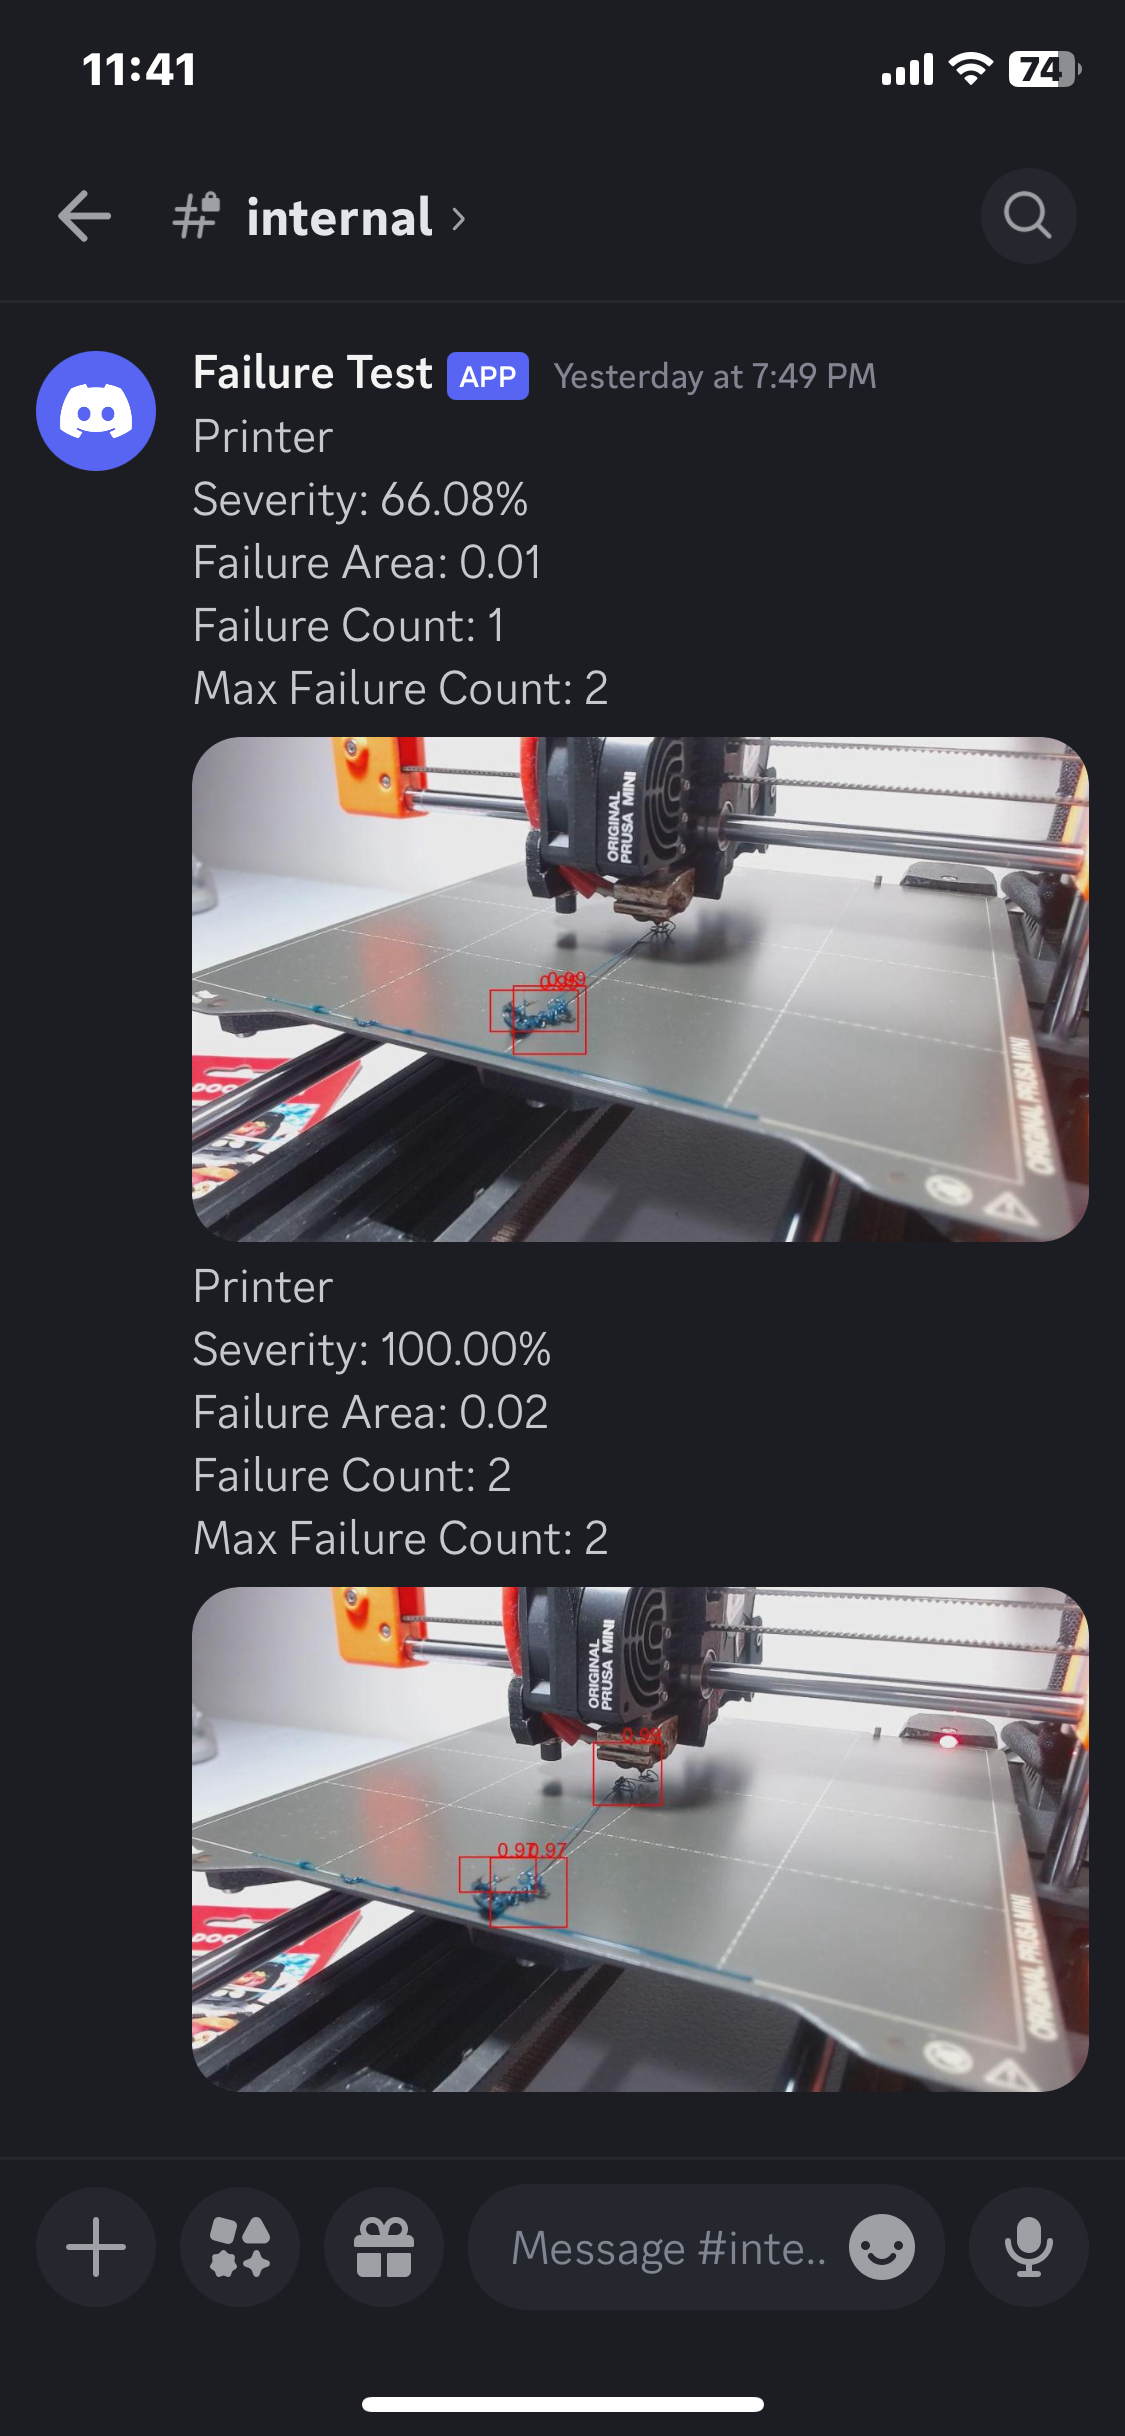 11:41
74
internal
Failure Test APP Yesterday at 7:49 PM
Printer
Severity: 66.08%
Failure Area: 0.01
Failure Count: 1
Max Failure Count: 2
ORIGINAL
PRUSA MINI
0.99
DOO
ORIGINAL PRUSA MINI
Printer
Severity: 100.00%
Failure Area: 0.02
Failure Count: 2
Max Failure Count: 2
ORIGINAL
PRUSA MINI
0.99
0.97 0.97
DOO
ORIGINAL PRUSA MINI
Message #inte..